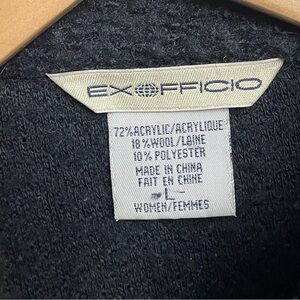 EXOFFICIO
72%ACRYLIC/ACRYLIQUE
18%WOOL/LAINE
10% POLYESTER
MADE IN CHINA
FAIT EN CHINE
-L-
WOMEN/FEMMES